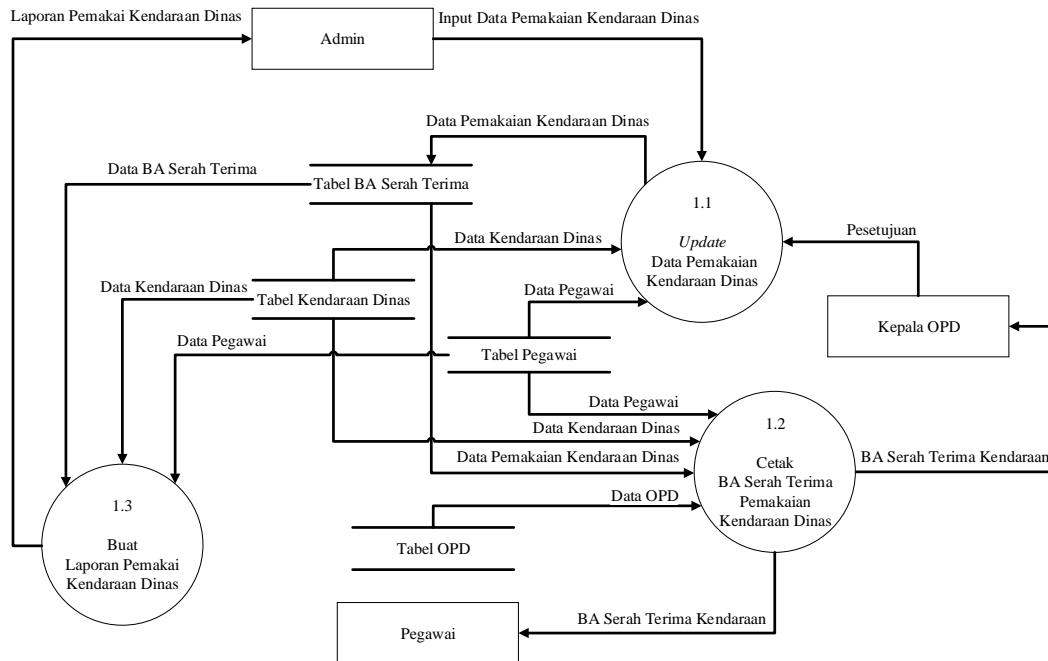 Laporan Pemakai Kendaraan Dinas
Input Data Pemakaian Kendaraan Dinas
Admin
Data Pemakaian Kendaraan Dinas
Data BA Serah Terima
Tabel BA Serah Terima
1.1
Update
Data Pemakaian
Kendaraan Dinas
Pesetujuan
Data Kendaraan Dinas
Data Kendaraan Dinas
Tabel Kendaraan Dinas
Data Pegawai
Kepala OPD
Data Pegawai
Tabel Pegawai
Data Pegawai
Data Kendaraan Dinas
Data Pemakaian Kendaraan Dinas
1.2
Cetak
BA Serah Terima
Pemakaian
Kendaraan Dinas
BA Serah Terima Kendaraan
1.3
Buat
Laporan Pemakai
Kendaraan Dinas
Data OPD
Tabel OPD
Pegawai
BA Serah Terima Kendaraan